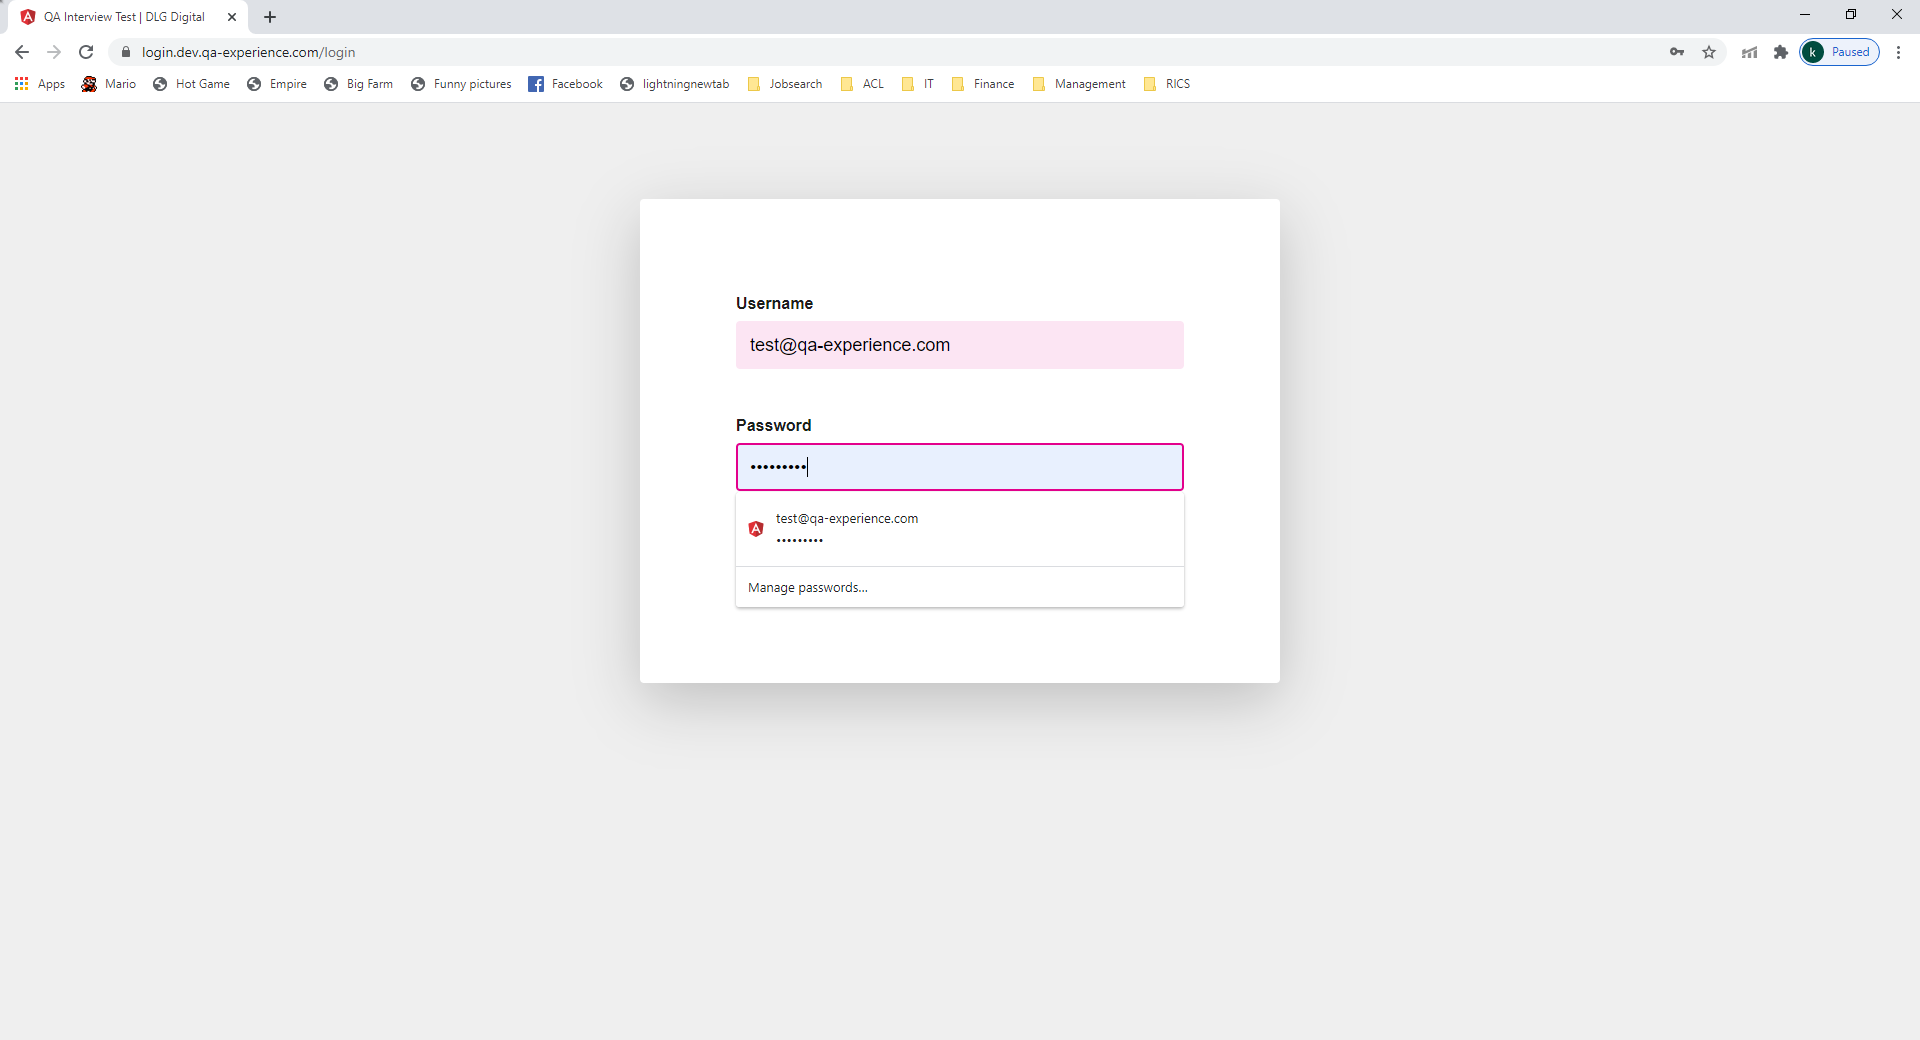 QA Interview Test | DLG Digital
login.dev.qa-experience.com/login
k Paused
Apps Mario Hot Game Empire Big Farm Funny pictures Facebook lightningnewtab Jobsearch ACL IT Finance Management RICS
Username
test@qa-experience.com
Password
•••••••••
test@qa-experience.com
•••••••••
Manage passwords...